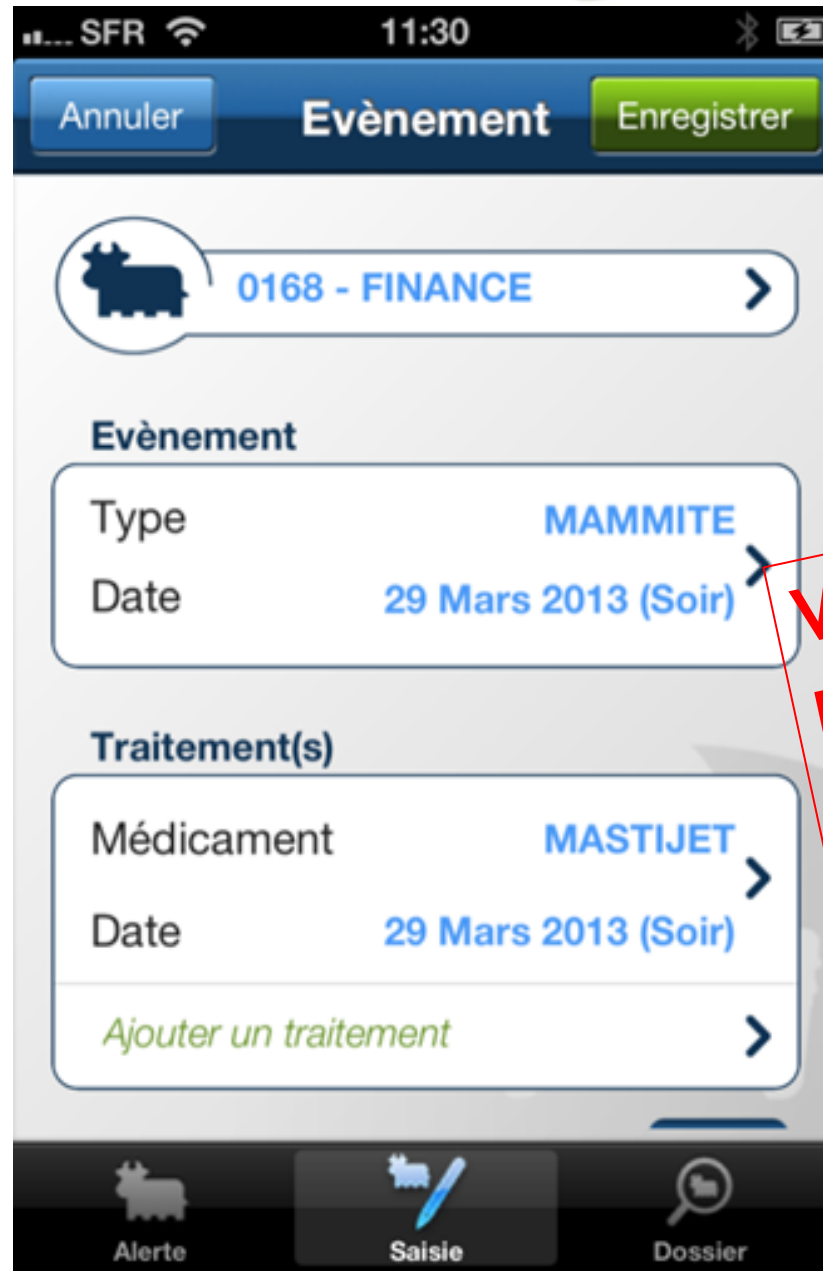 SFR 11:30
Annuler Evènement Enregistrer
0168 - FINANCE
Evènement
Type MAMMITE
Date 29 Mars 2013 (Soir)
Traitement(s)
Médicament MASTIJET
Date 29 Mars 2013 (Soir)
Ajouter un traitement
Alerte Saisie Dossier